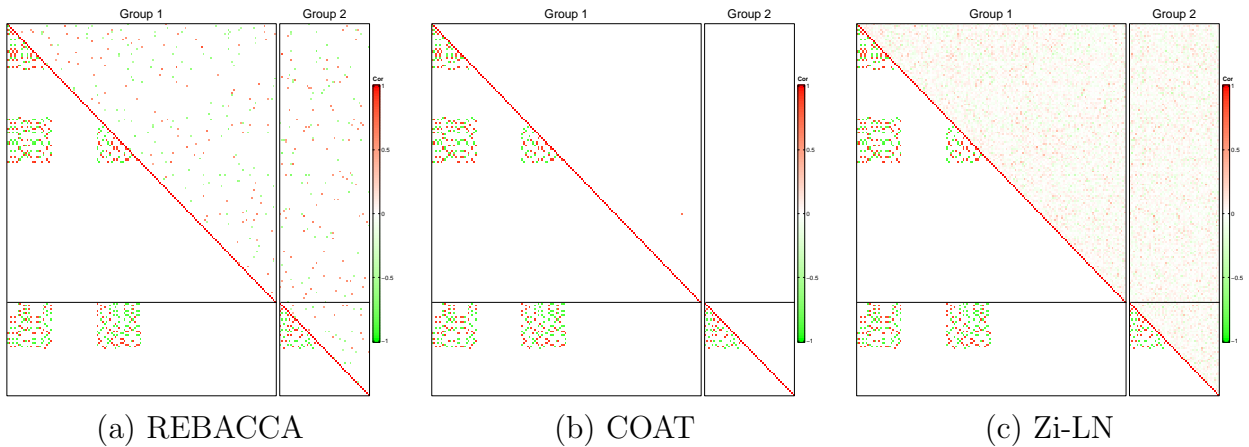 Group 1 Group 2 Group 1 Group 2 Group 1 Group 2
Cor Cor Cor
1 1 1
0.5 0.5 0.5
0 0 0
−0.5 −0.5 −0.5
−1 −1 −1
(a) REBACCA (b) COAT (c) Zi-LN